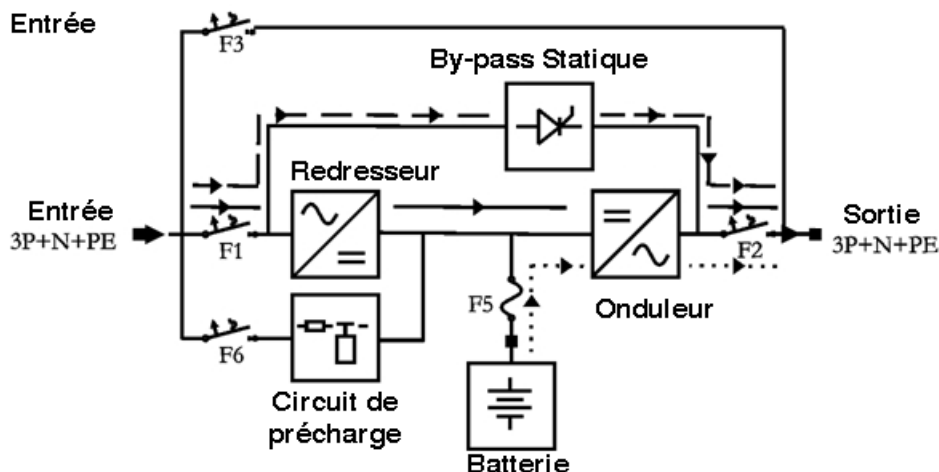 Entrée
F3
By-pass Statique
Redresseur
Entrée
3P+N+PE
F1
F2
Sortie
3P+N+PE
F5
Onduleur
F6
Circuit de
précharge
Batterie